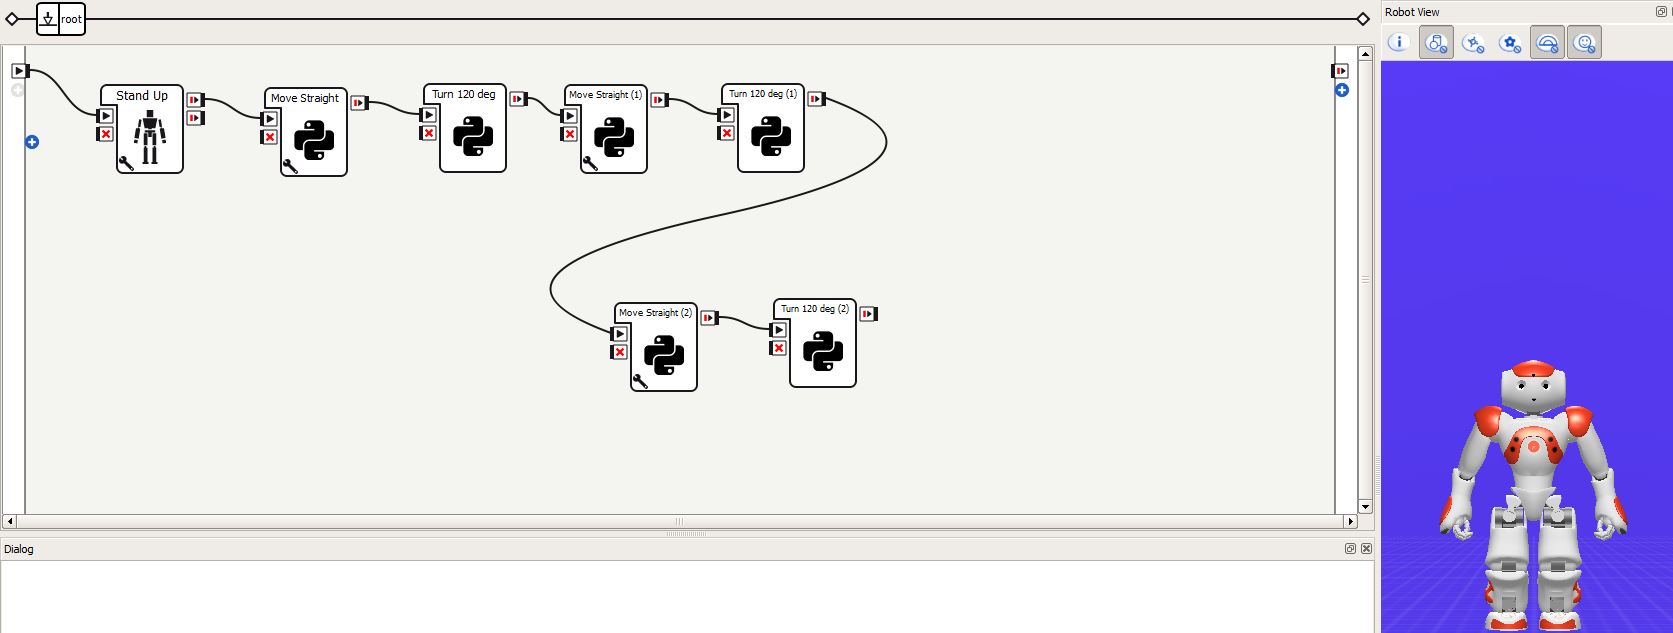 root
Robot View
Stand Up
Move Straight
Turn 120 deg
Move Straight (1)
Turn 120 deg (1)
Move Straight (2)
Turn 120 deg (2)
Dialog